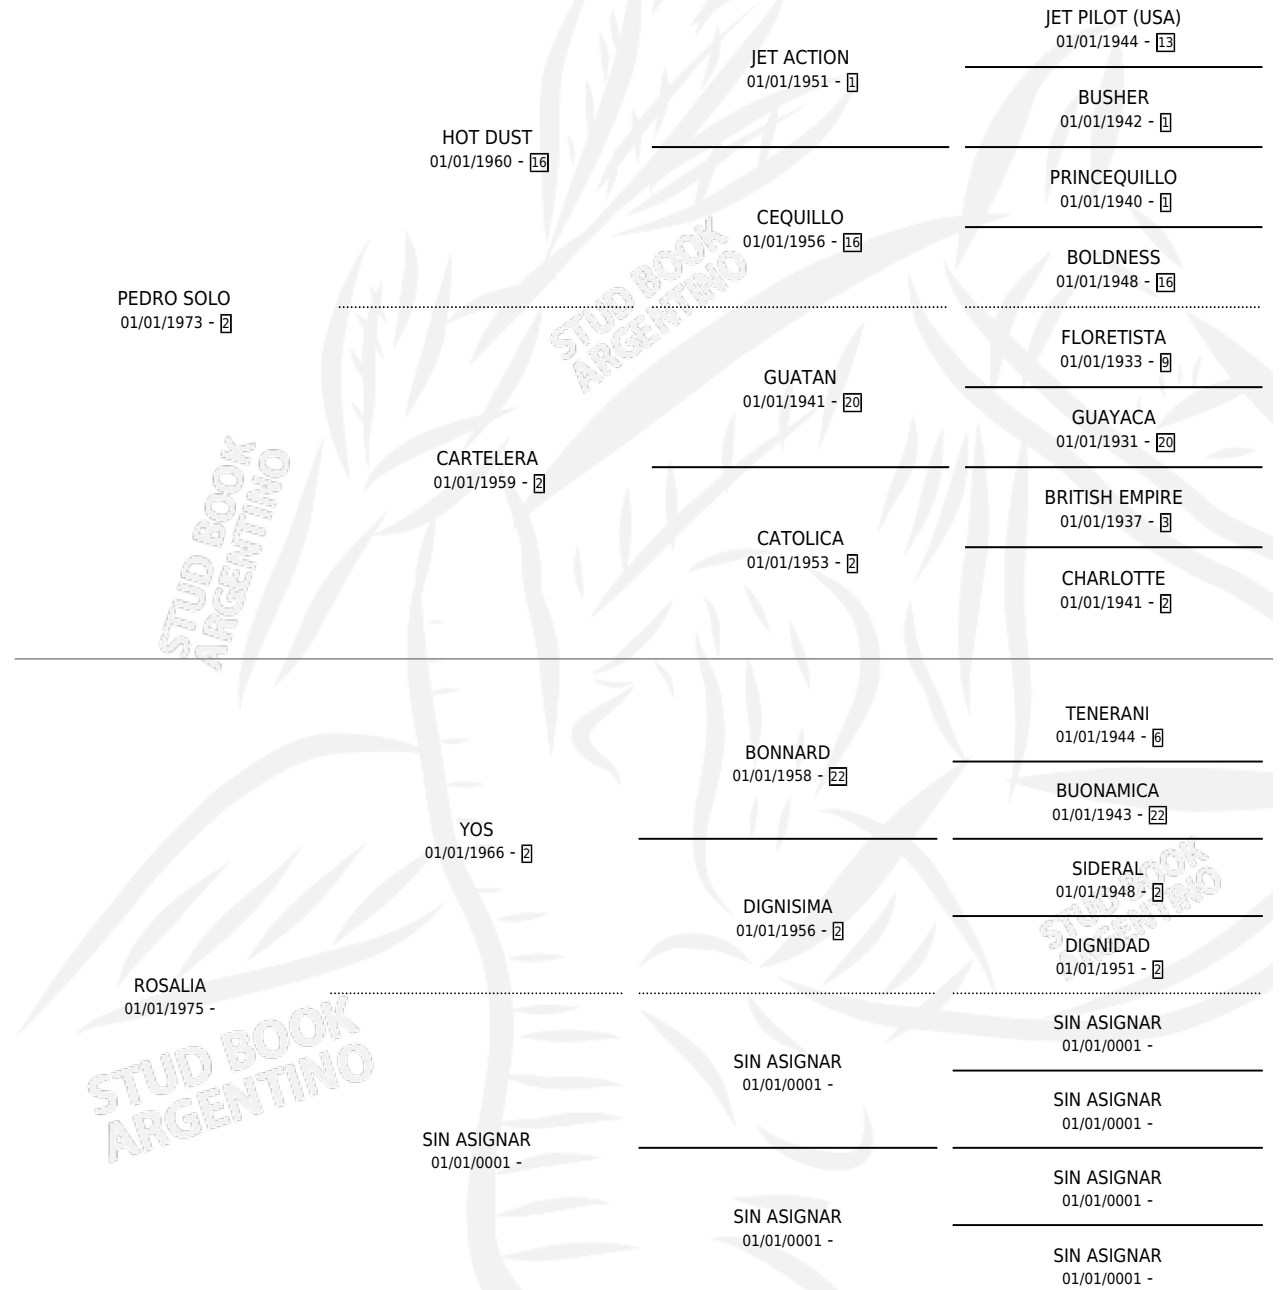 JET PILOT (USA)
01/01/1944 - 13
JET ACTION
01/01/1951 - 1
BUSHER
01/01/1942 - 1
HOT DUST
01/01/1960 - 16
PRINCEQUILLO
01/01/1940 - 1
CEQUILLO
01/01/1956 - 16
BOLDNESS
01/01/1948 - 16
PEDRO SOLO
01/01/1973 - 2
FLORETISTA
01/01/1933 - 9
GUATAN
01/01/1941 - 20
GUAYACA
01/01/1931 - 20
CARTELERA
01/01/1959 - 2
BRITISH EMPIRE
01/01/1937 - 3
CATOLICA
01/01/1953 - 2
CHARLOTTE
01/01/1941 - 2
STUD BOOK
ARGENTINO
STUD BOOK
ARGENTINO
TENERANI
01/01/1944 - 6
BONNARD
01/01/1958 - 22
BUONAMICA
01/01/1943 - 22
YOS
01/01/1966 - 2
SIDERAL
01/01/1948 - 2
DIGNISIMA
01/01/1956 - 2
DIGNIDAD
01/01/1951 - 2
ROSALIA
01/01/1975 -
SIN ASIGNAR
01/01/0001 -
SIN ASIGNAR
01/01/0001 -
SIN ASIGNAR
01/01/0001 -
SIN ASIGNAR
01/01/0001 -
SIN ASIGNAR
01/01/0001 -
SIN ASIGNAR
01/01/0001 -
SIN ASIGNAR
01/01/0001 -
STUD BOOK
ARGENTINO
STUD BOOK
ARGENTINO